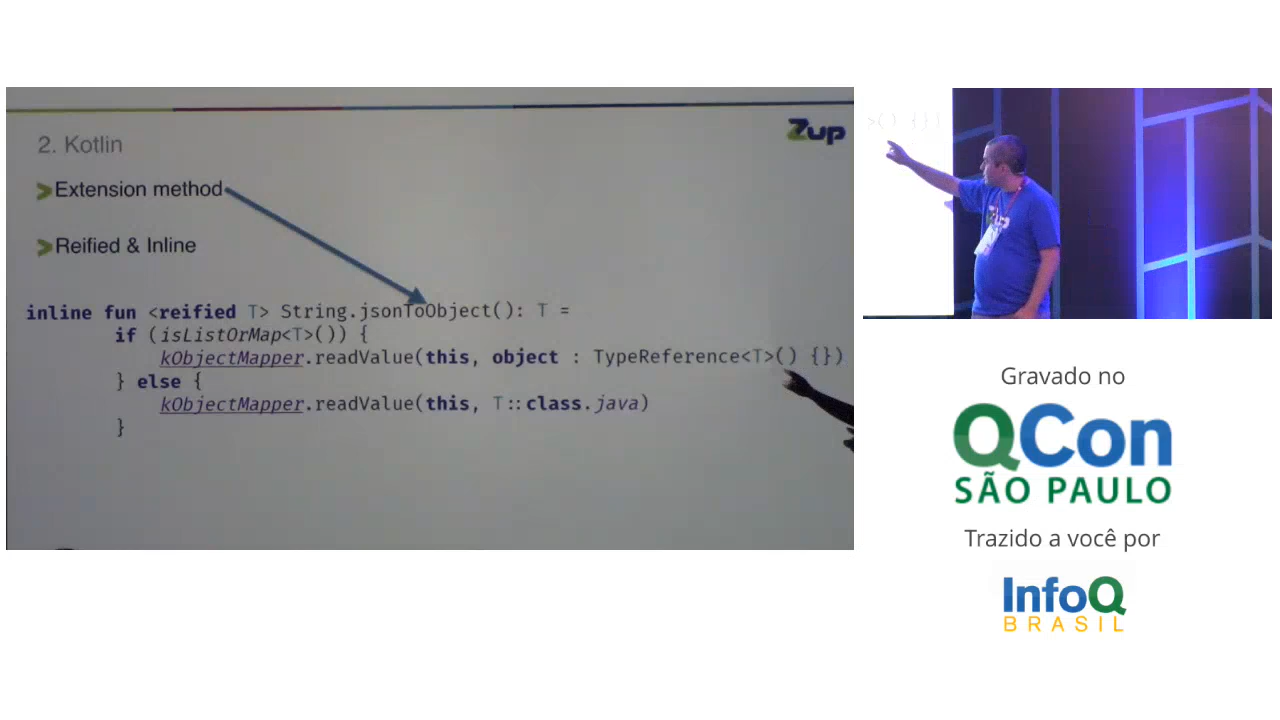 2. Kotlin
Zup
Extension method
Reified & Inline
inline fun <reified T> String.jsonToObject(): T =
if (isListOrMap<T>()) {
kObjectMapper.readValue(this, object : TypeReference<T>() {})
} else {
kObjectMapper.readValue(this, T::class.java)
}
>() {})
Zup
Gravado no
QCon
SÃO PAULO
Trazido a você por
InfoQ
BRASIL